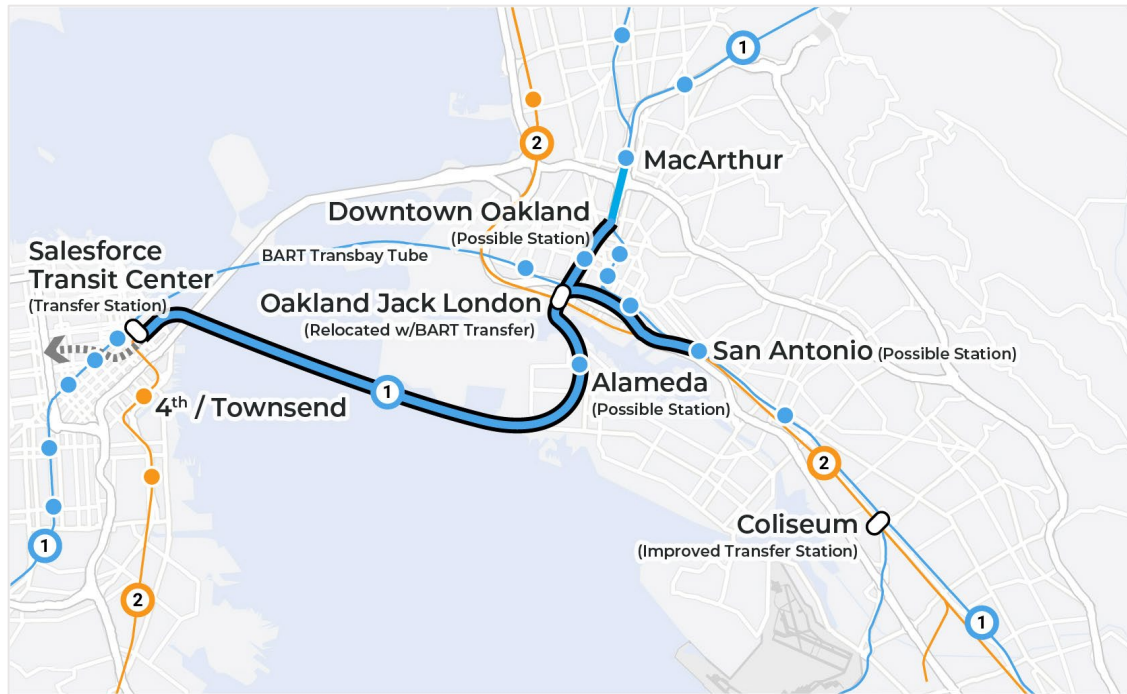 1
2
MacArthur
Downtown Oakland
(Possible Station)
Salesforce
Transit Center
(Transfer Station)
BART Transbay Tube
Oakland Jack London
(Relocated w/BART Transfer)
San Antonio (Possible Station)
Alameda
(Possible Station)
1
4th / Townsend
2
Coliseum
(Improved Transfer Station)
1
2
1